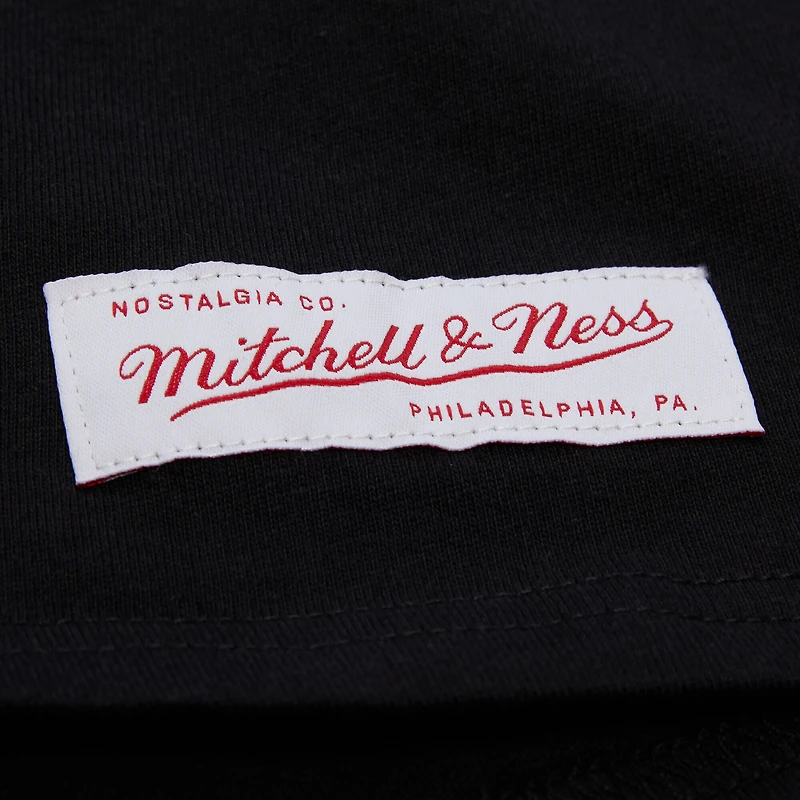 NOSTALGIA CO.
Mitchell & Ness
PHILADELPHIA, PA.